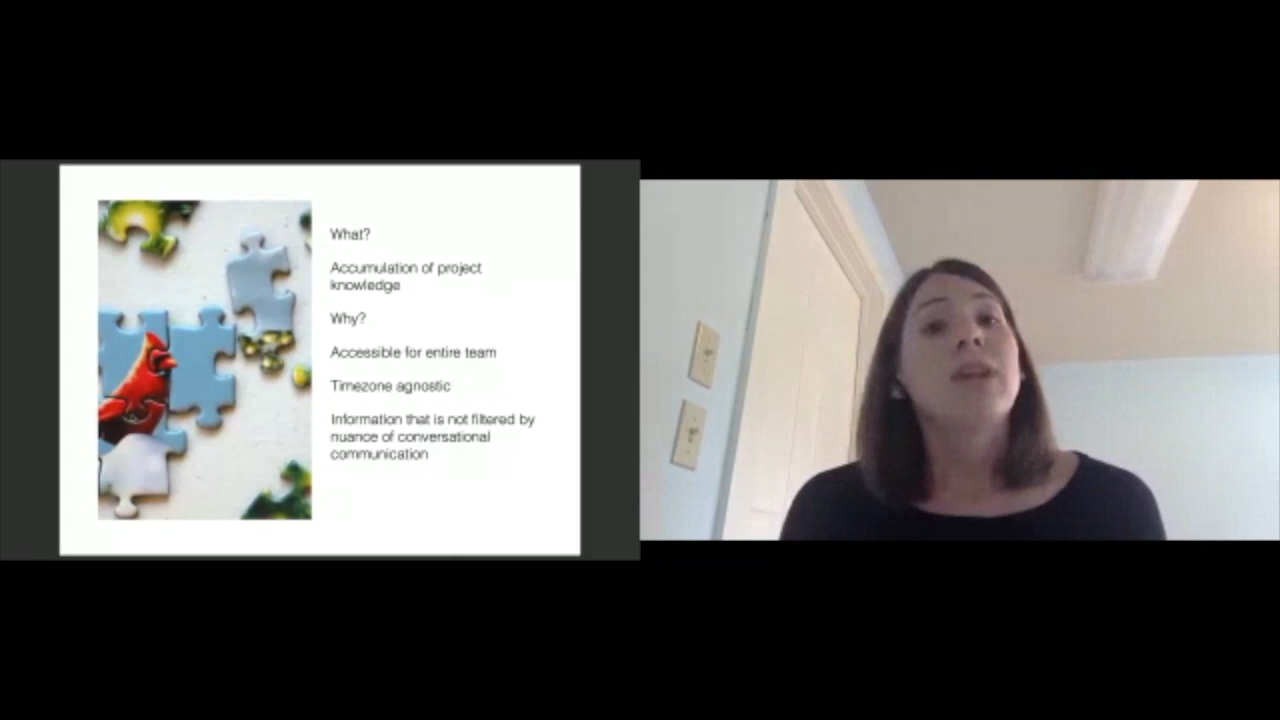 What?
Accumulation of project
knowledge
Why?
Accessible for entire team
Timezone agnostic
Information that is not filtered by
nuance of conversational
communication